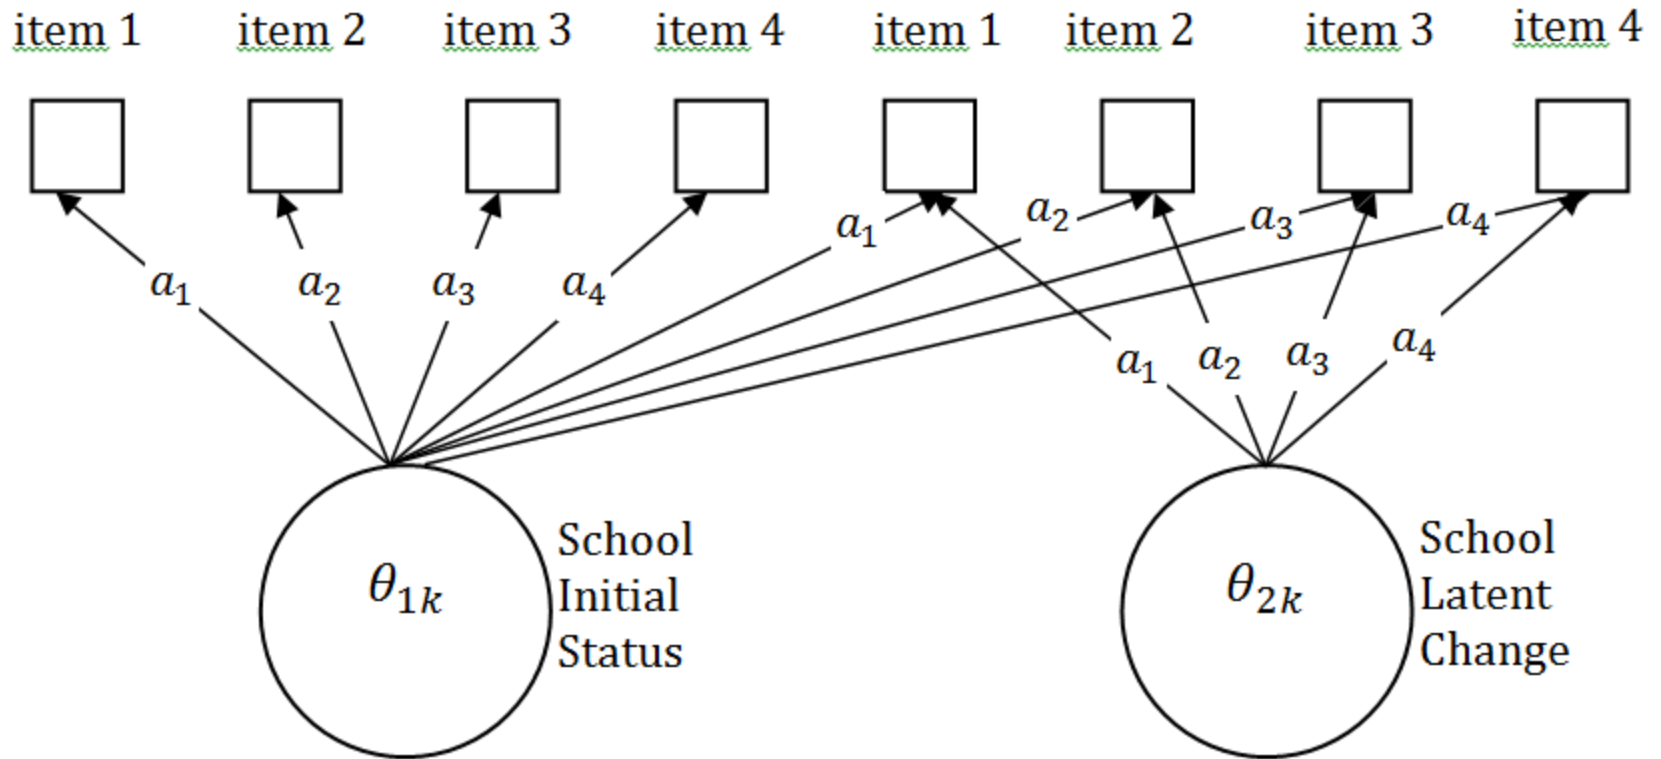 item 1 item 2 item 3 item 4 item 1 item 2 item 3 item 4
a₁ a₂ a₃ a₄ a₁ a₂ a₃ a₄
a₁ a₂ a₃ a₄
θ₁ₖ
School
Initial
Status
θ₂ₖ
School
Latent
Change